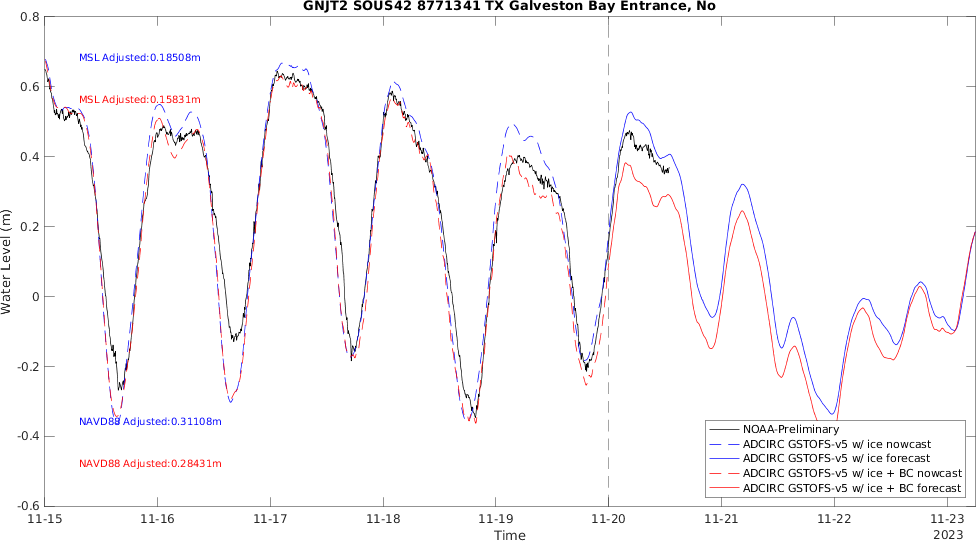 GNJT2 SOUS42 8771341 TX Galveston Bay Entrance, No
0.8
0.6
0.4
0.2
0
-0.2
-0.4
-0.6
Water Level (m)
MSL Adjusted:0.18508m
MSL Adjusted:0.15831m
NAVD88 Adjusted:0.31108m
NAVD88 Adjusted:0.28431m
NOAA-Preliminary
ADCIRC GSTOFS-v5 w/ ice nowcast
ADCIRC GSTOFS-v5 w/ ice forecast
ADCIRC GSTOFS-v5 w/ ice + BC nowcast
ADCIRC GSTOFS-v5 w/ ice + BC forecast
11-15 11-16 11-17 11-18 11-19 11-20 11-21 11-22 11-23
Time
2023